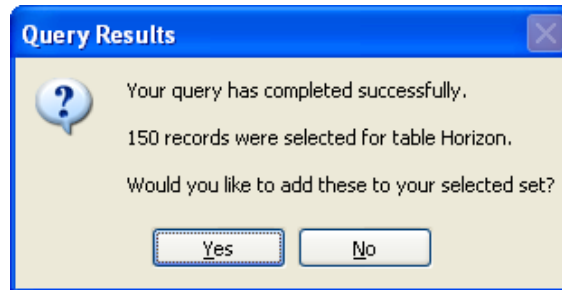 Query Results
Your query has completed successfully.
150 records were selected for table Horizon.
Would you like to add these to your selected set?
Yes No